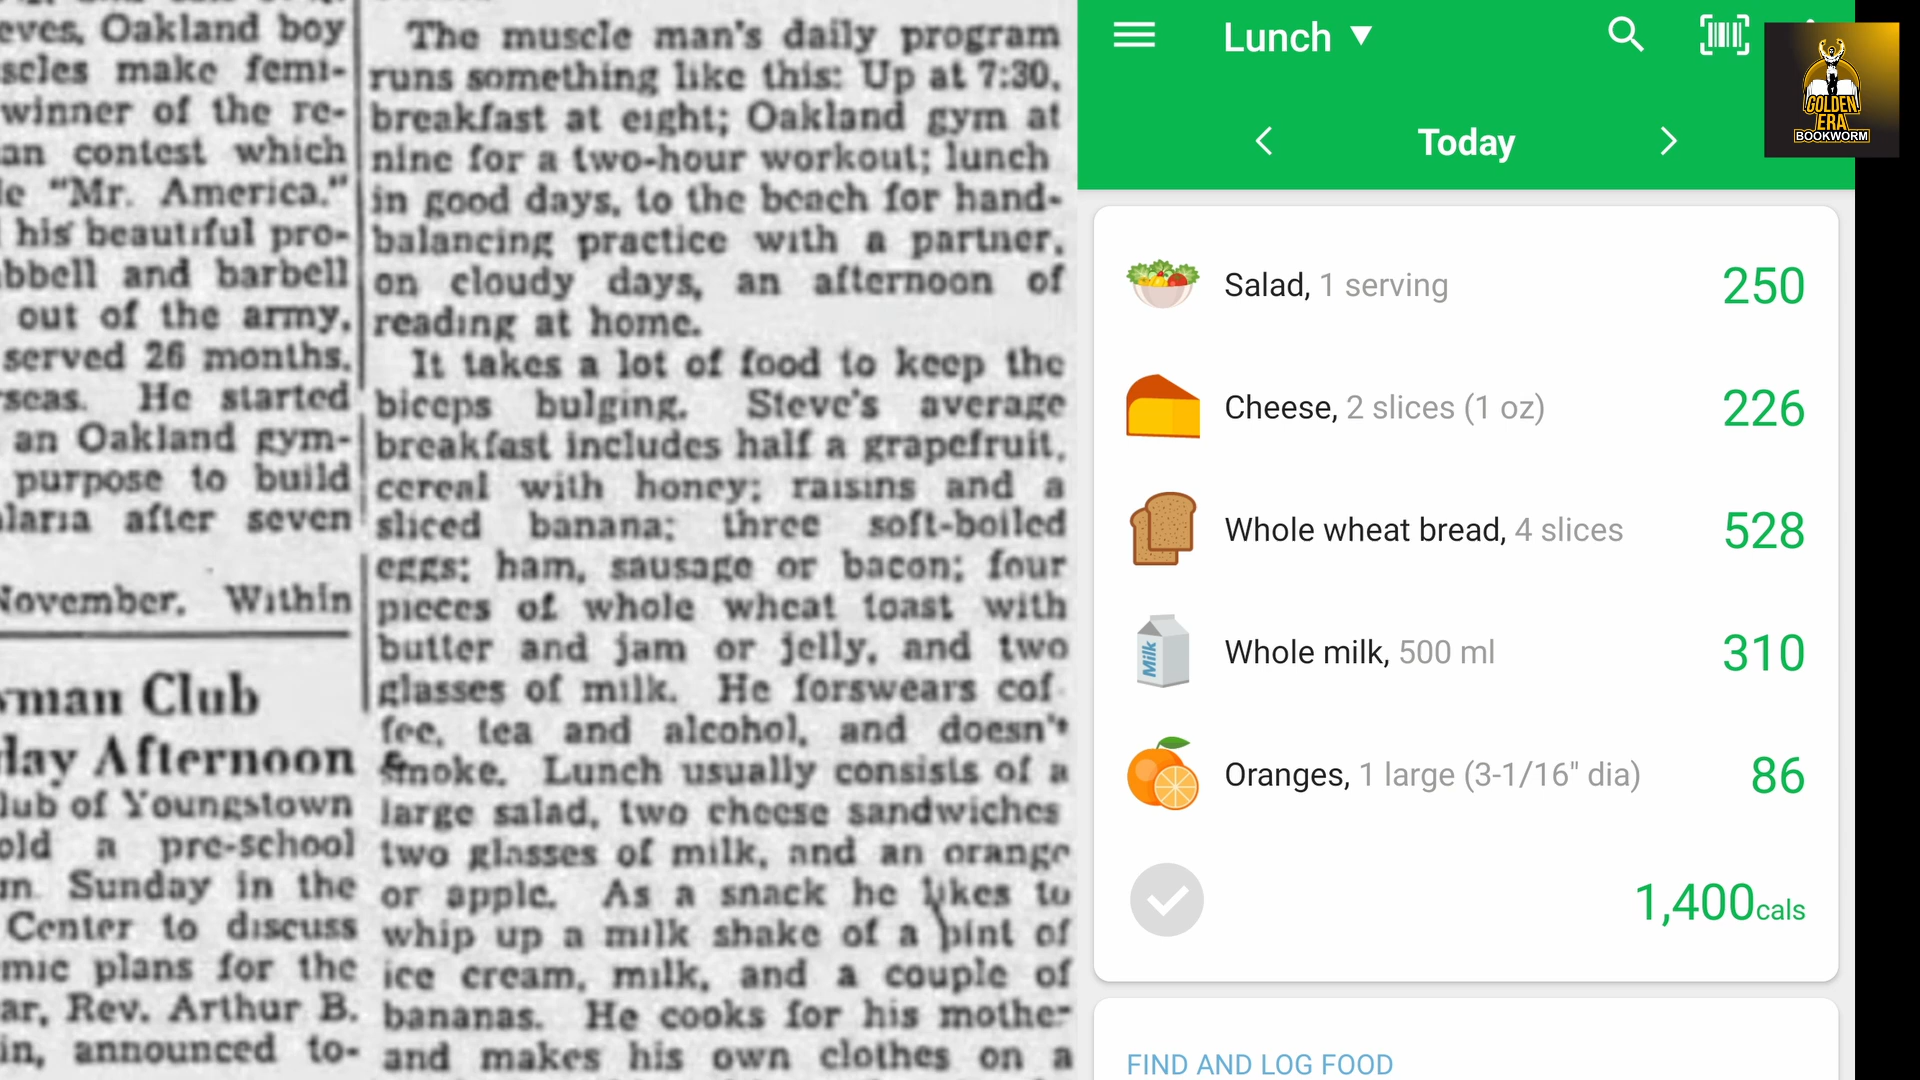 eves, Oakland boy
scles make femi-
winner of the re-
an contest which
le "Mr. America."
his beautiful pro-
bbell and barbell
out of the army,
served 26 months,
rseas. He started
an Oakland gym-
purpose to build
laria after seven
November. Within
wman Club
day Afternoon
lub of Youngstown
old a pre-school
m. Sunday in the
Center to discuss
mic plans for the
ar, Rev. Arthur B.
in, announced to-
The muscle man's daily program
runs something like this: Up at 7:30,
breakfast at eight; Oakland gym at
nine for a two-hour workout; lunch
in good days, to the beach for hand-
balancing practice with a partner,
on cloudy days, an afternoon of
reading at home.
It takes a lot of food to keep the
biceps bulging. Steve's average
breakfast includes half a grapefruit,
cereal with honey; raisins and a
sliced banana; three soft-boiled
eggs; ham, sausage or bacon; four
pieces of whole wheat toast with
butter and jam or jelly, and two
glasses of milk. He forswears cof-
fee, tea and alcohol, and doesn't
smoke. Lunch usually consists of a
large salad, two cheese sandwiches
two glasses of milk, and an orange
or apple. As a snack he likes to
whip up a milk shake of a pint of
ice cream, milk, and a couple of
bananas. He cooks for his mother
and makes his own clothes on a
Lunch
Today
GOLDEN
ERA
BOOKWORM
Salad, 1 serving 250
Cheese, 2 slices (1 oz) 226
Whole wheat bread, 4 slices 528
Milk
Whole milk, 500 ml 310
Oranges, 1 large (3-1/16" dia) 86
1,400cals
FIND AND LOG FOOD